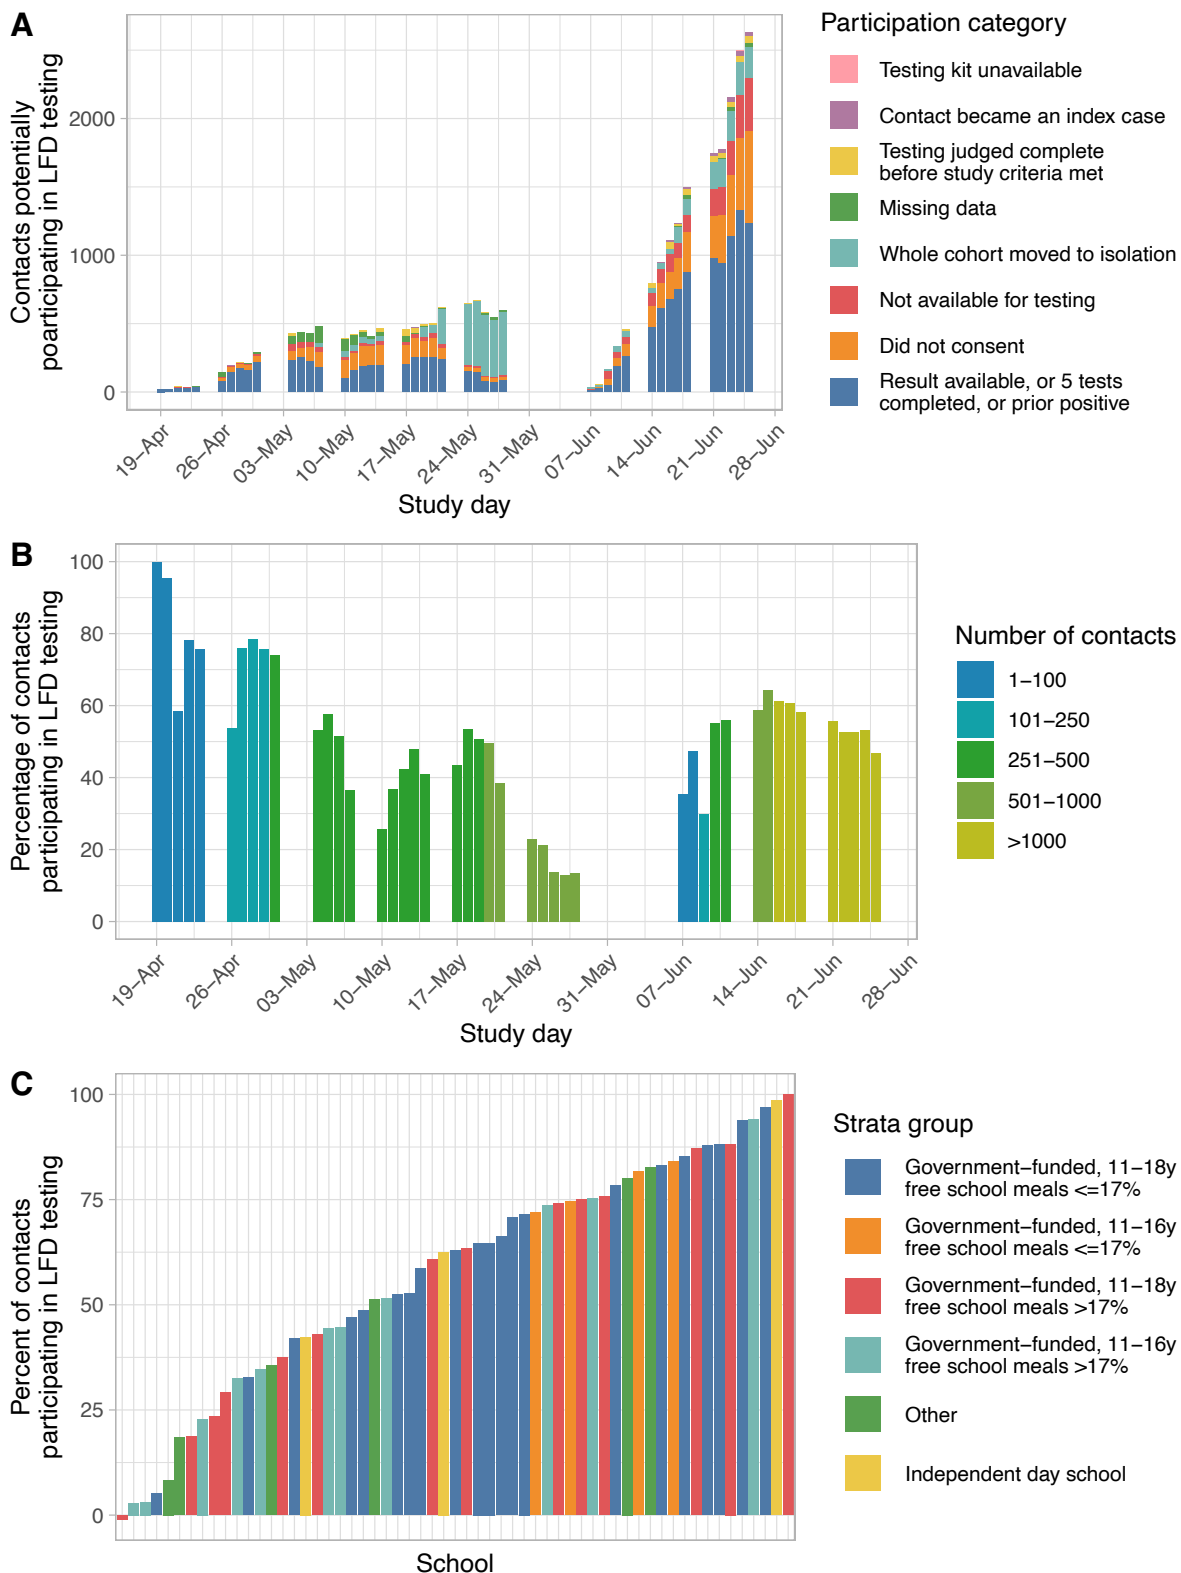 A
Contacts potentially
poarticipating in LFD testing
2000
1000
0
19–Apr
26–Apr
03–May
10–May
17–May
24–May
31–May
07–Jun
14–Jun
21–Jun
28–Jun
Study day
Participation category
Testing kit unavailable
Contact became an index case
Testing judged complete
before study criteria met
Missing data
Whole cohort moved to isolation
Not available for testing
Did not consent
Result available, or 5 tests
completed, or prior positive
B
Percentage of contacts
participating in LFD testing
100
80
60
40
20
0
19–Apr
26–Apr
03–May
10–May
17–May
24–May
31–May
07–Jun
14–Jun
21–Jun
28–Jun
Study day
Number of contacts
1–100
101–250
251–500
501–1000
>1000
C
Percent of contacts
participating in LFD testing
100
75
50
25
0
School
Strata group
Government–funded, 11–18y
free school meals <=17%
Government–funded, 11–16y
free school meals <=17%
Government–funded, 11–18y
free school meals >17%
Government–funded, 11–16y
free school meals >17%
Other
Independent day school